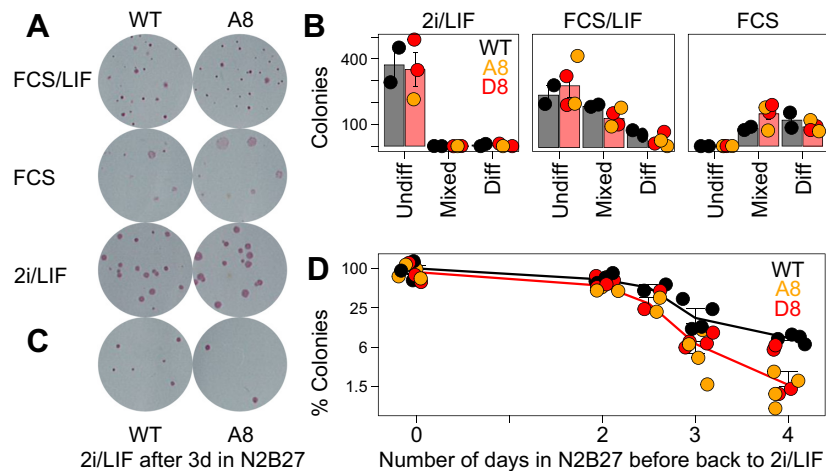 A
WT A8
FCS/LIF
FCS
2i/LIF
C
WT A8
2i/LIF after 3d in N2B27
B
2i/LIF FCS/LIF FCS
Colonies
400
100
WT
A8
D8
Undiff Mixed Diff Undiff Mixed Diff Undiff Mixed Diff
D
% Colonies
100
25
6
1.5
WT
A8
D8
0 2 3 4
Number of days in N2B27 before back to 2i/LIF